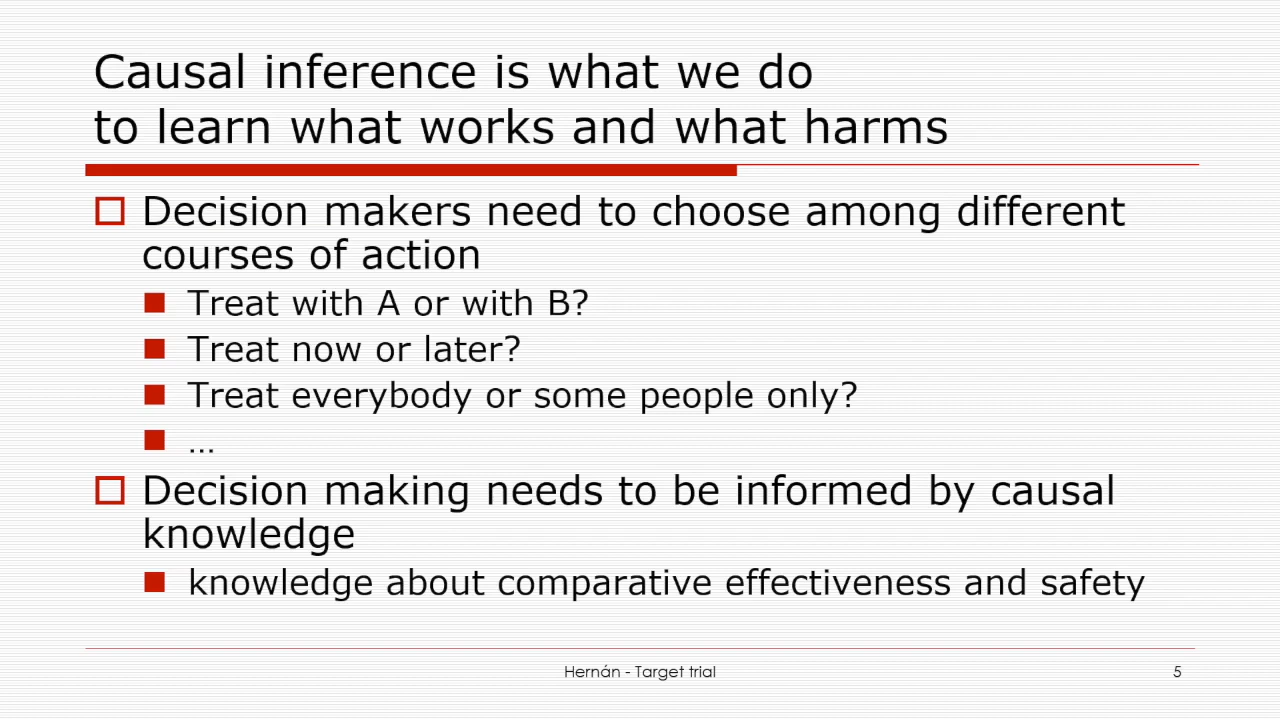 Causal inference is what we do
to learn what works and what harms
Decision makers need to choose among different
courses of action
Treat with A or with B?
Treat now or later?
Treat everybody or some people only?
...
Decision making needs to be informed by causal
knowledge
knowledge about comparative effectiveness and safety
Hernán - Target trial
5